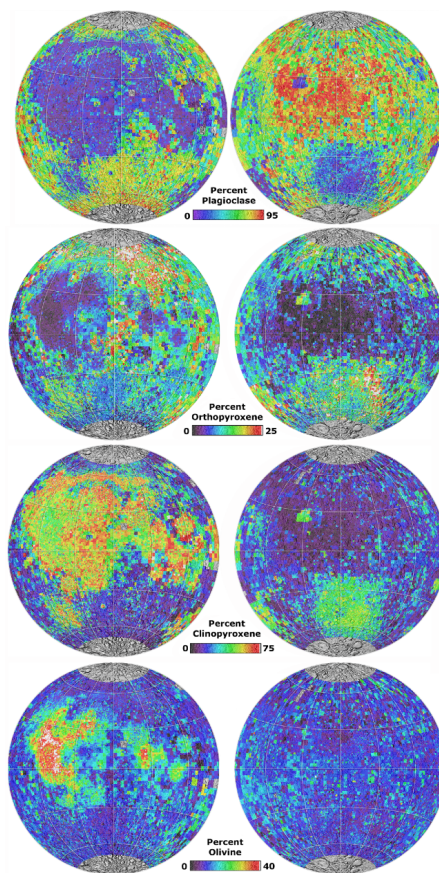 Percent
Plagioclase
0 95
Percent
Orthopyroxene
0 25
Percent
Clinopyroxene
0 75
Percent
Olivine
0 40